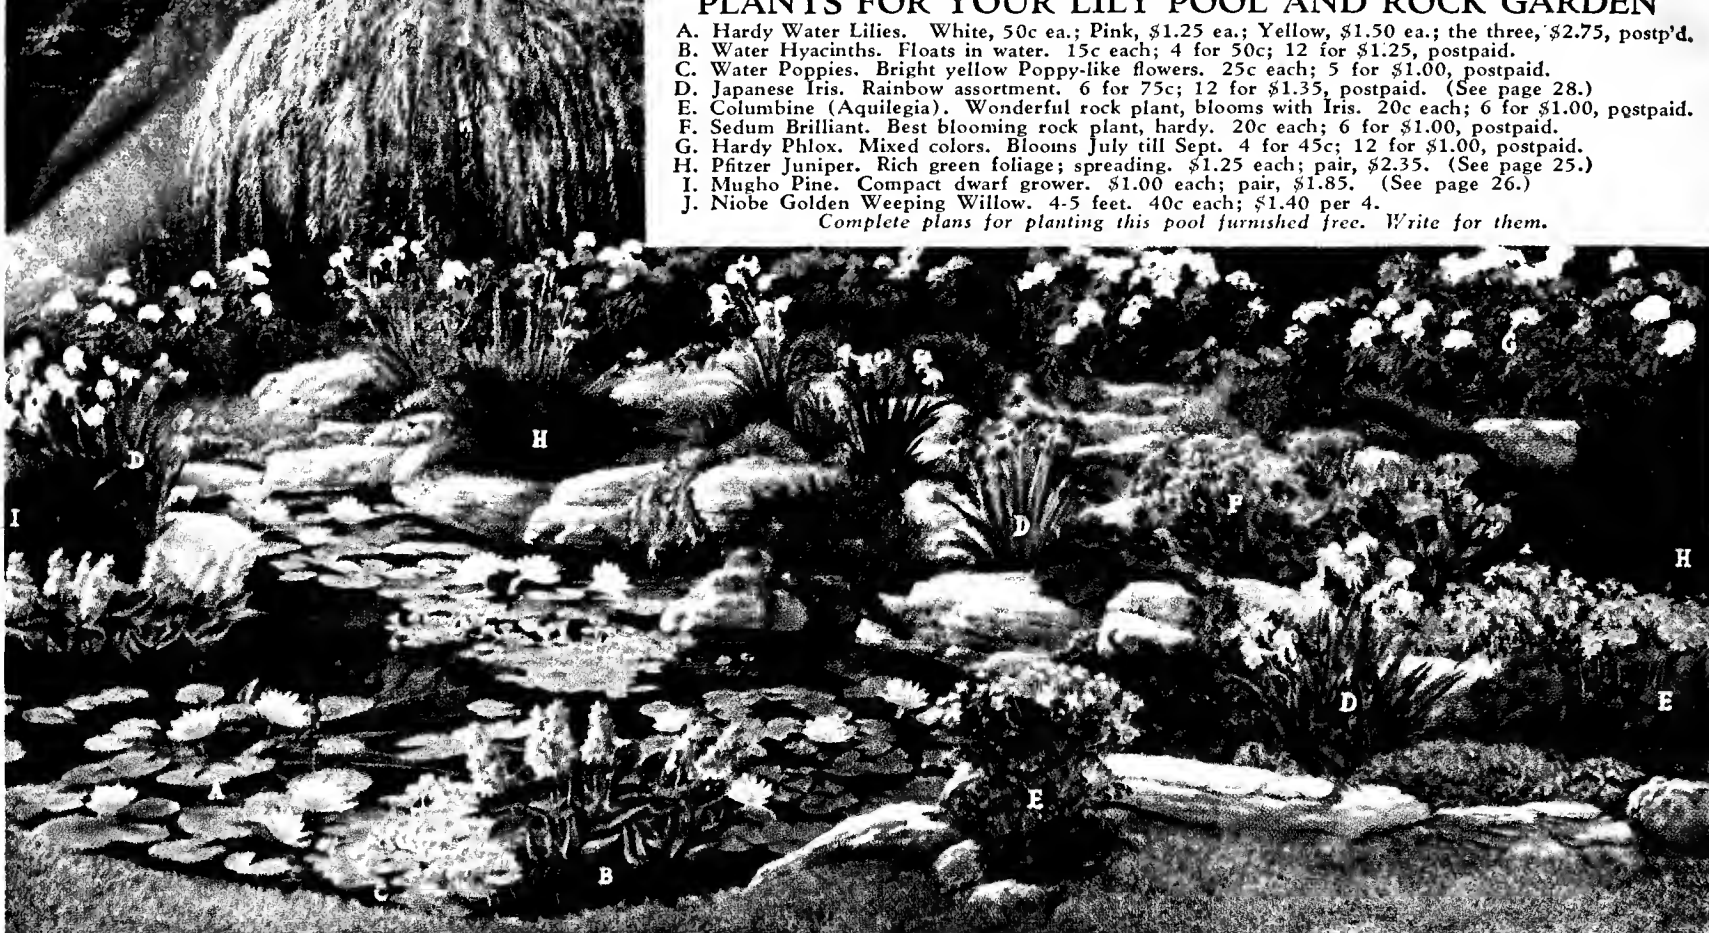 PLANTS FOR YOUR LILY POOL AND ROCK GARDEN
A. Hardy Water Lilies. White, 50c ea.; Pink, $1.25 ea.; Yellow, $1.50 ea.; the three, $2.75, postp'd.
B. Water Hyacinths. Floats in water. 15c each; 4 for 50c; 12 for $1.25, postpaid.
C. Water Poppies. Bright yellow Poppy-like flowers. 25c each; 5 for $1.00, postpaid.
D. Japanese Iris. Rainbow assortment. 6 for 75c; 12 for $1.35, postpaid. (See page 28.)
E. Columbine (Aquilegia). Wonderful rock plant, blooms with Iris. 20c each; 6 for $1.00, postpaid.
F. Sedum Brilliant. Best blooming rock plant, hardy. 20c each; 6 for $1.00, postpaid.
G. Hardy Phlox. Mixed colors. Blooms July till Sept. 4 for 45c; 12 for $1.00, postpaid.
H. Pfitzer Juniper. Rich green foliage; spreading. $1.25 each; pair, $2.35. (See page 25.)
I. Mugho Pine. Compact dwarf grower. $1.00 each; pair, $1.85. (See page 26.)
J. Niobe Golden Weeping Willow. 4-5 feet. 40c each; $1.40 per 4.
Complete plans for planting this pool furnished free. Write for them.
G
H
D
F
I
D
H
D
E
A
E
B
C